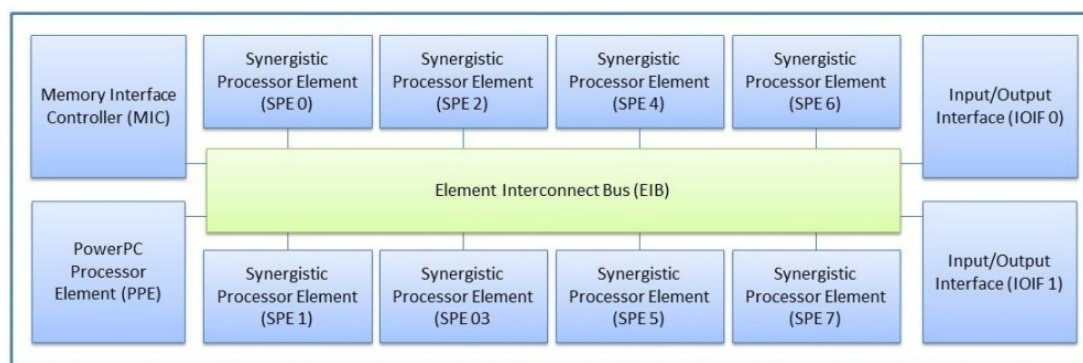 Memory Interface
Controller (MIC)
Synergistic
Processor Element
(SPE 0)
Synergistic
Processor Element
(SPE 2)
Synergistic
Processor Element
(SPE 4)
Synergistic
Processor Element
(SPE 6)
Input/Output
Interface (IOIF 0)
Element Interconnect Bus (EIB)
PowerPC
Processor
Element (PPE)
Synergistic
Processor Element
(SPE 1)
Synergistic
Processor Element
(SPE 03)
Synergistic
Processor Element
(SPE 5)
Synergistic
Processor Element
(SPE 7)
Input/Output
Interface (IOIF 1)